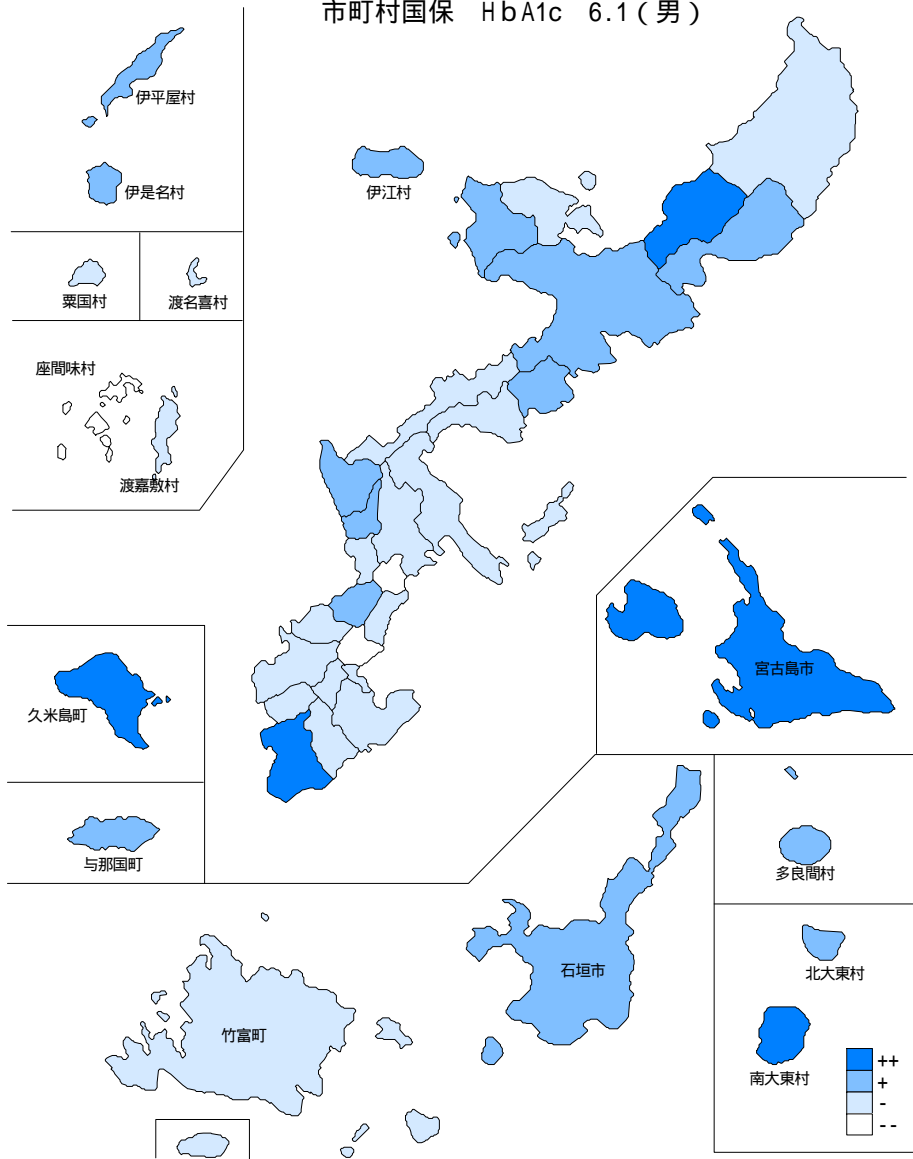 市町村国保 HbA1c 6.1(男)
伊平屋村
伊是名村
伊江村
粟国村
渡名喜村
座間味村
渡嘉敷村
宮古島市
久米島町
与那国町
多良間村
石垣市
北大東村
竹富町
南大東村
++
+
-
--